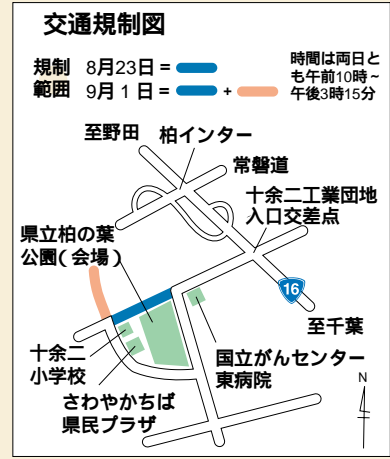 交通規制図
規制 8月23日=
範囲 9月1日= +
時間は両日と
も午前10時~
午後3時15分
至野田 柏インター
常磐道
十余二工業団地
入口交差点
県立柏の葉
公園(会場)
16
至千葉
十余二
小学校
国立がんセンター
東病院
さわやかちば
県民プラザ
N